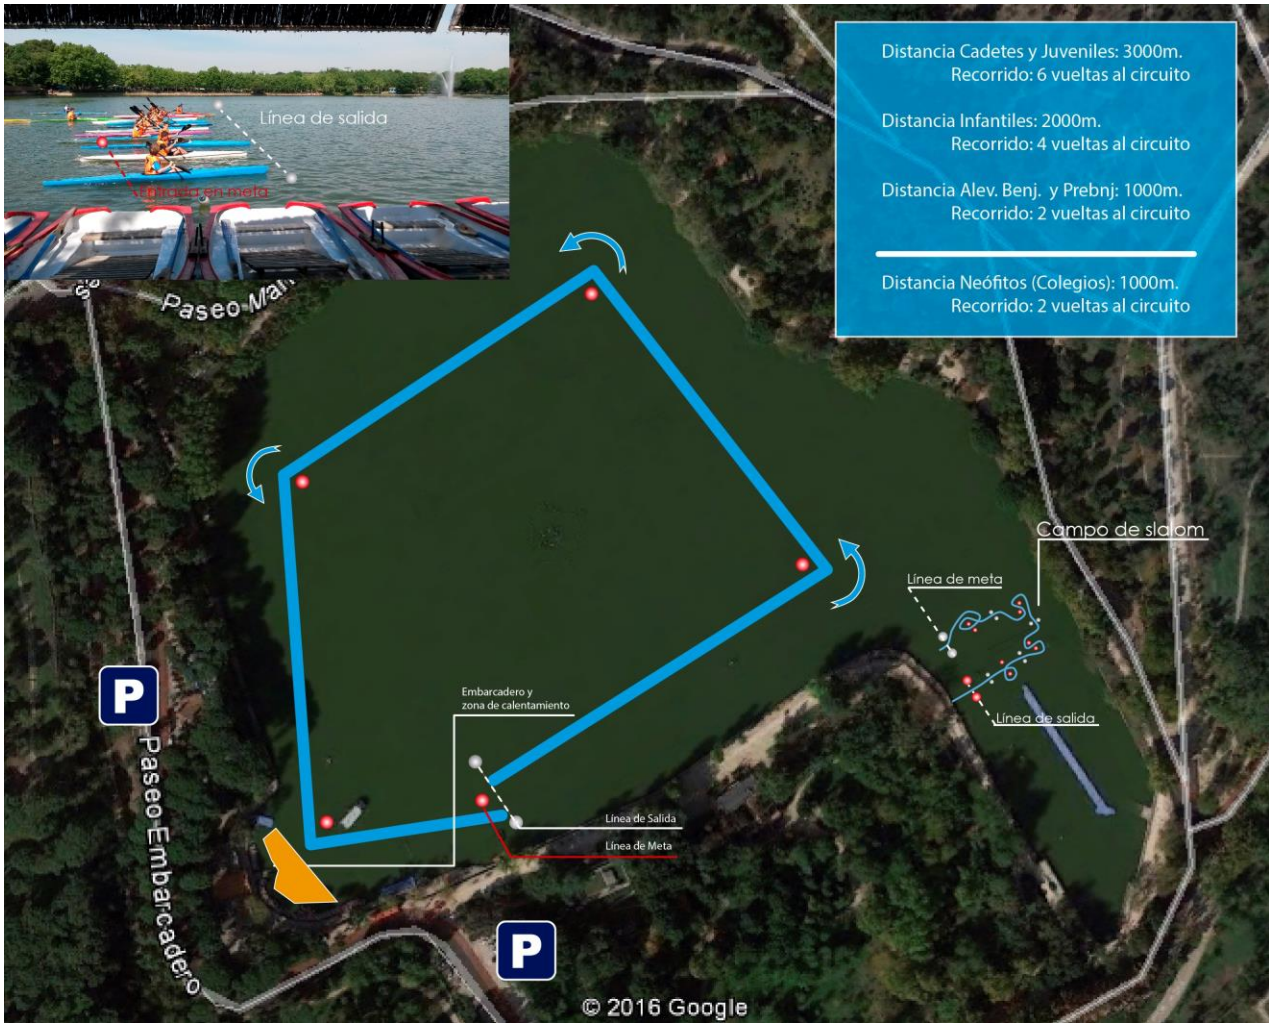 Línea de salida
Entrada en meta
Distancia Cadetes y Juveniles: 3000m.
Recorrido: 6 vueltas al circuito
Distancia Infantiles: 2000m.
Recorrido: 4 vueltas al circuito
Distancia Alev. Benj. y Prebnj: 1000m.
Recorrido: 2 vueltas al circuito
Distancia Neófitos (Colegios): 1000m.
Recorrido: 2 vueltas al circuito
Paseo
Campo de slalom
Línea de meta
Línea de salida
P
Embarcadero y
zona de calentamiento
Paseo Embarcadero
Línea de Salida
Línea de Meta
P
© 2016 Google